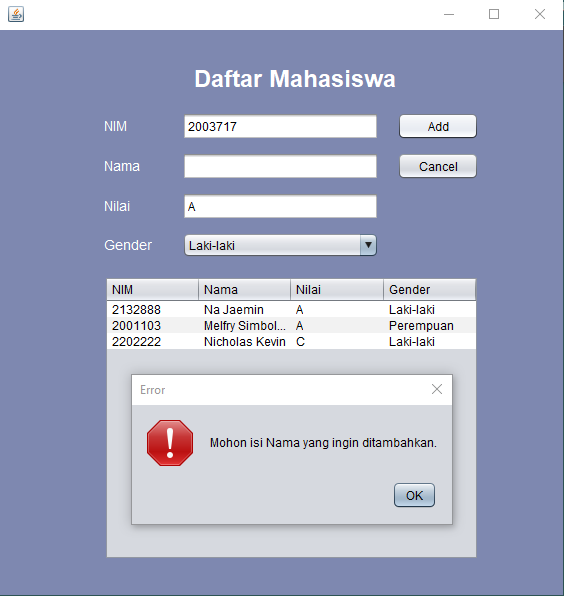 Daftar Mahasiswa
NIM 2003717 Add
Nama Cancel
Nilai A
Gender Laki-laki
NIM Nama Nilai Gender
2132888 Na Jaemin A Laki-laki
2001103 Melfry Simbol... A Perempuan
2202222 Nicholas Kevin C Laki-laki
Error
Mohon isi Nama yang ingin ditambahkan.
OK